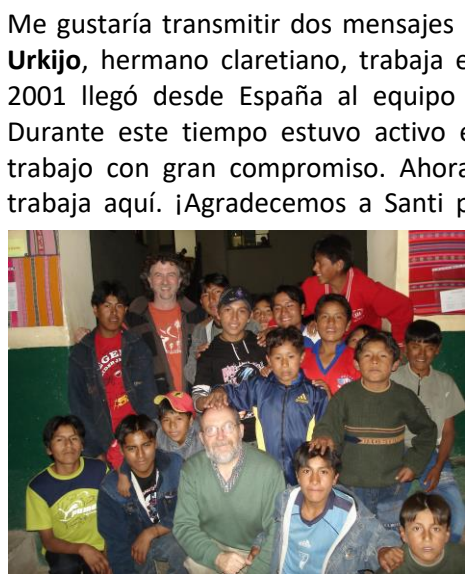 Me gustaría transmitir dos mensajes
Urkijo, hermano claretiano, trabaja e
2001 llegó desde España al equipo
Durante este tiempo estuvo activo e
trabajo con gran compromiso. Ahora
trabaja aquí. ¡Agradecemos a Santi p